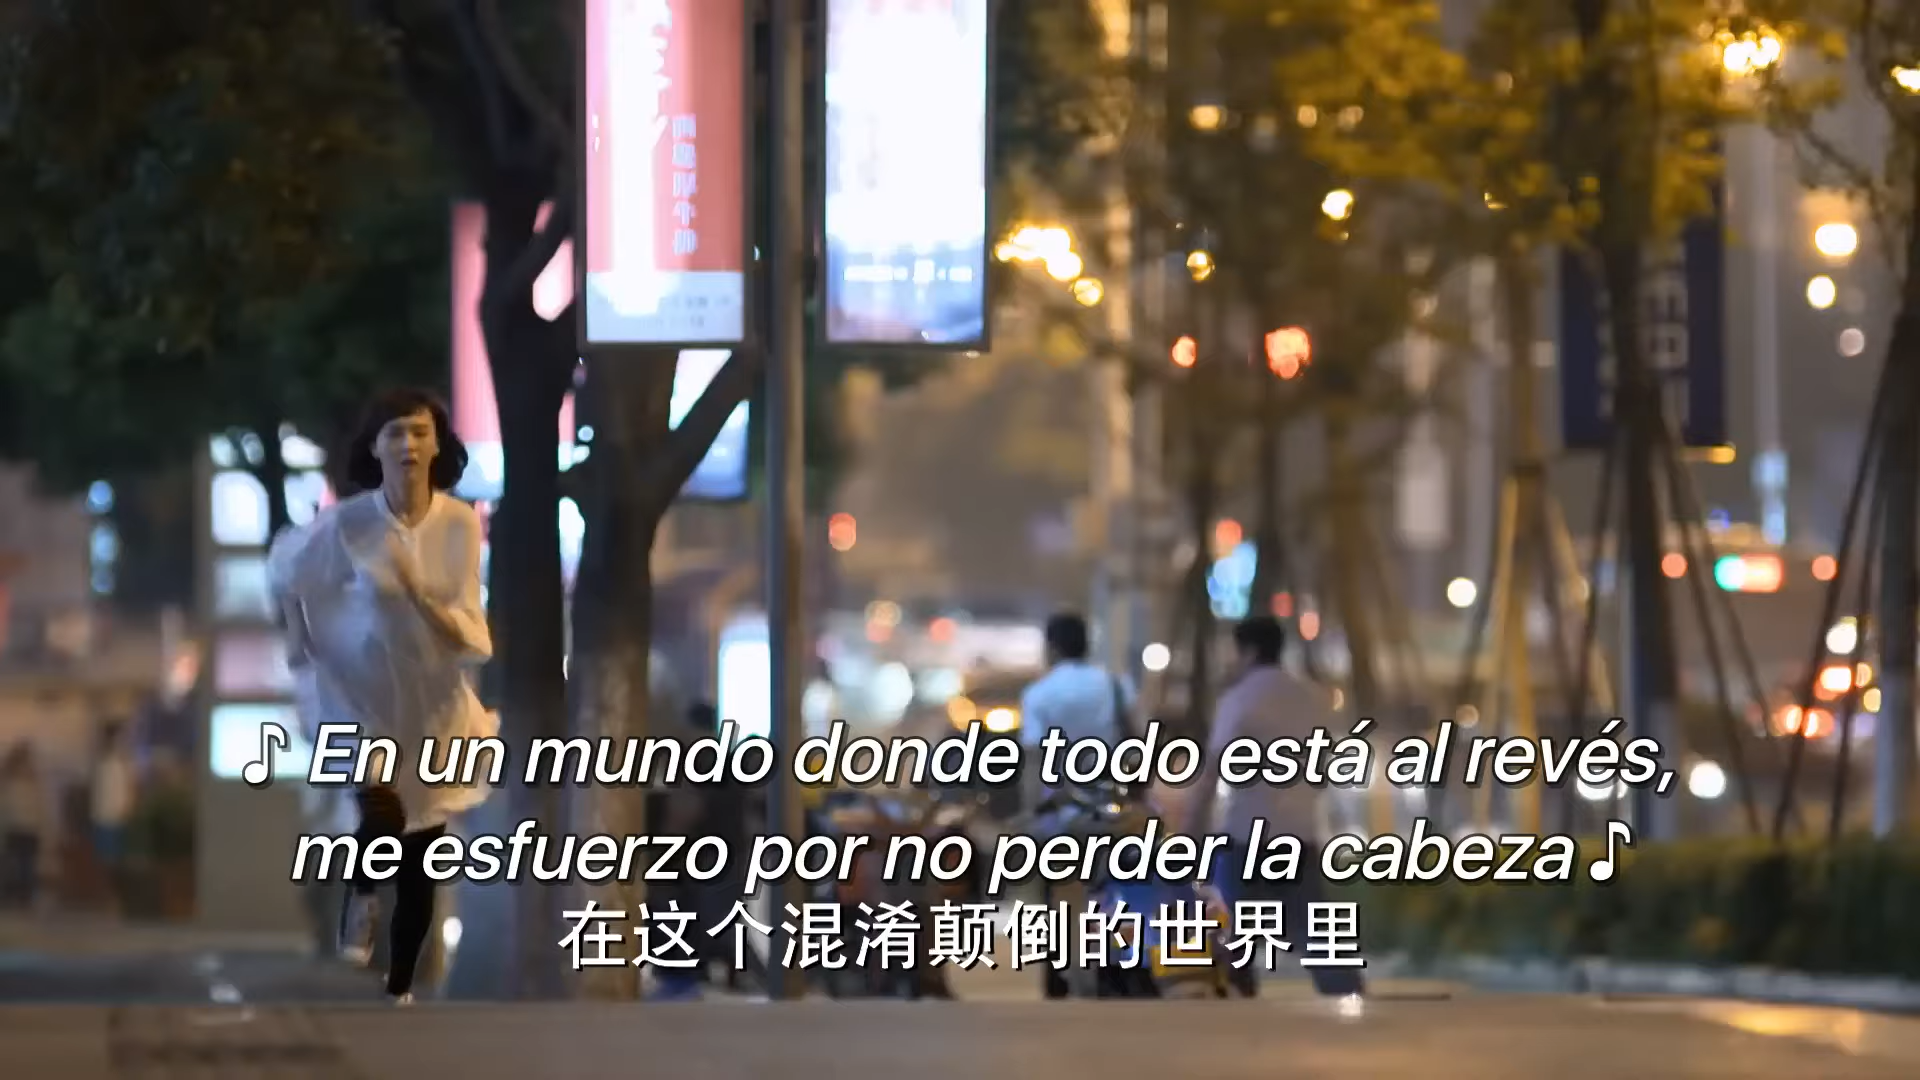 ♪ En un mundo donde todo está al revés,
me esfuerzo por no perder la cabeza ♪
在这个混淆颠倒的世界里